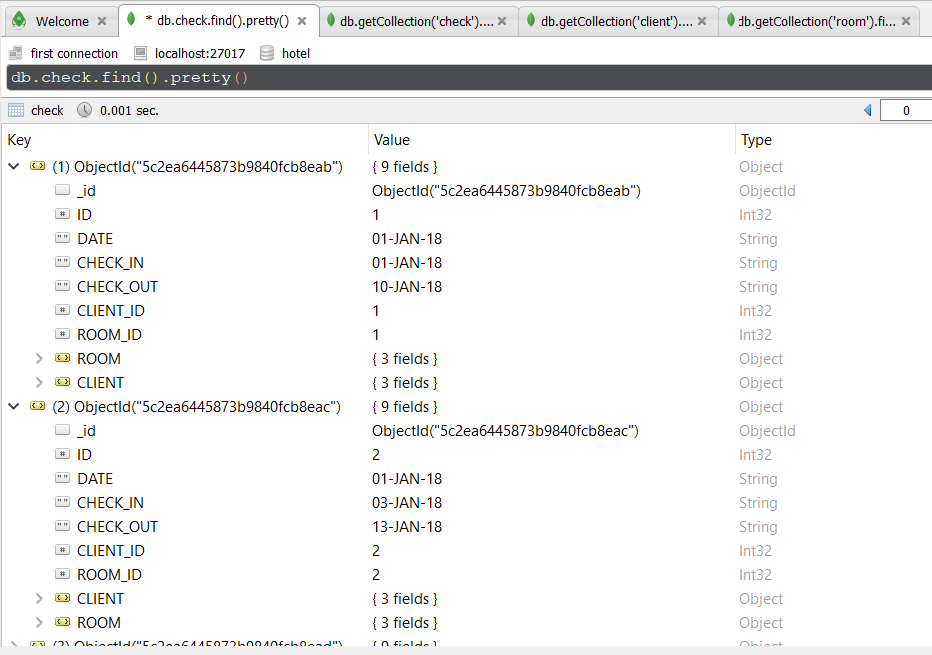 Welcome * db.check.find().pretty() db.getCollection('check').... db.getCollection('client').... db.getCollection('room').fi...
first connection localhost:27017 hotel
db.check.find().pretty()
check 0.001 sec. 0
Key Value Type
(1) ObjectId("5c2ea6445873b9840fcb8eab") { 9 fields } Object
_id ObjectId("5c2ea6445873b9840fcb8eab") ObjectId
# ID 1 Int32
"" DATE 01-JAN-18 String
"" CHECK_IN 01-JAN-18 String
"" CHECK_OUT 10-JAN-18 String
# CLIENT_ID 1 Int32
# ROOM_ID 1 Int32
ROOM { 3 fields } Object
CLIENT { 3 fields } Object
(2) ObjectId("5c2ea6445873b9840fcb8eac") { 9 fields } Object
_id ObjectId("5c2ea6445873b9840fcb8eac") ObjectId
# ID 2 Int32
"" DATE 01-JAN-18 String
"" CHECK_IN 03-JAN-18 String
"" CHECK_OUT 13-JAN-18 String
# CLIENT_ID 2 Int32
# ROOM_ID 2 Int32
CLIENT { 3 fields } Object
ROOM { 3 fields } Object
(3) ObjectId("5c2ea6445873b9840fcb8ead") { 9 fields } Object